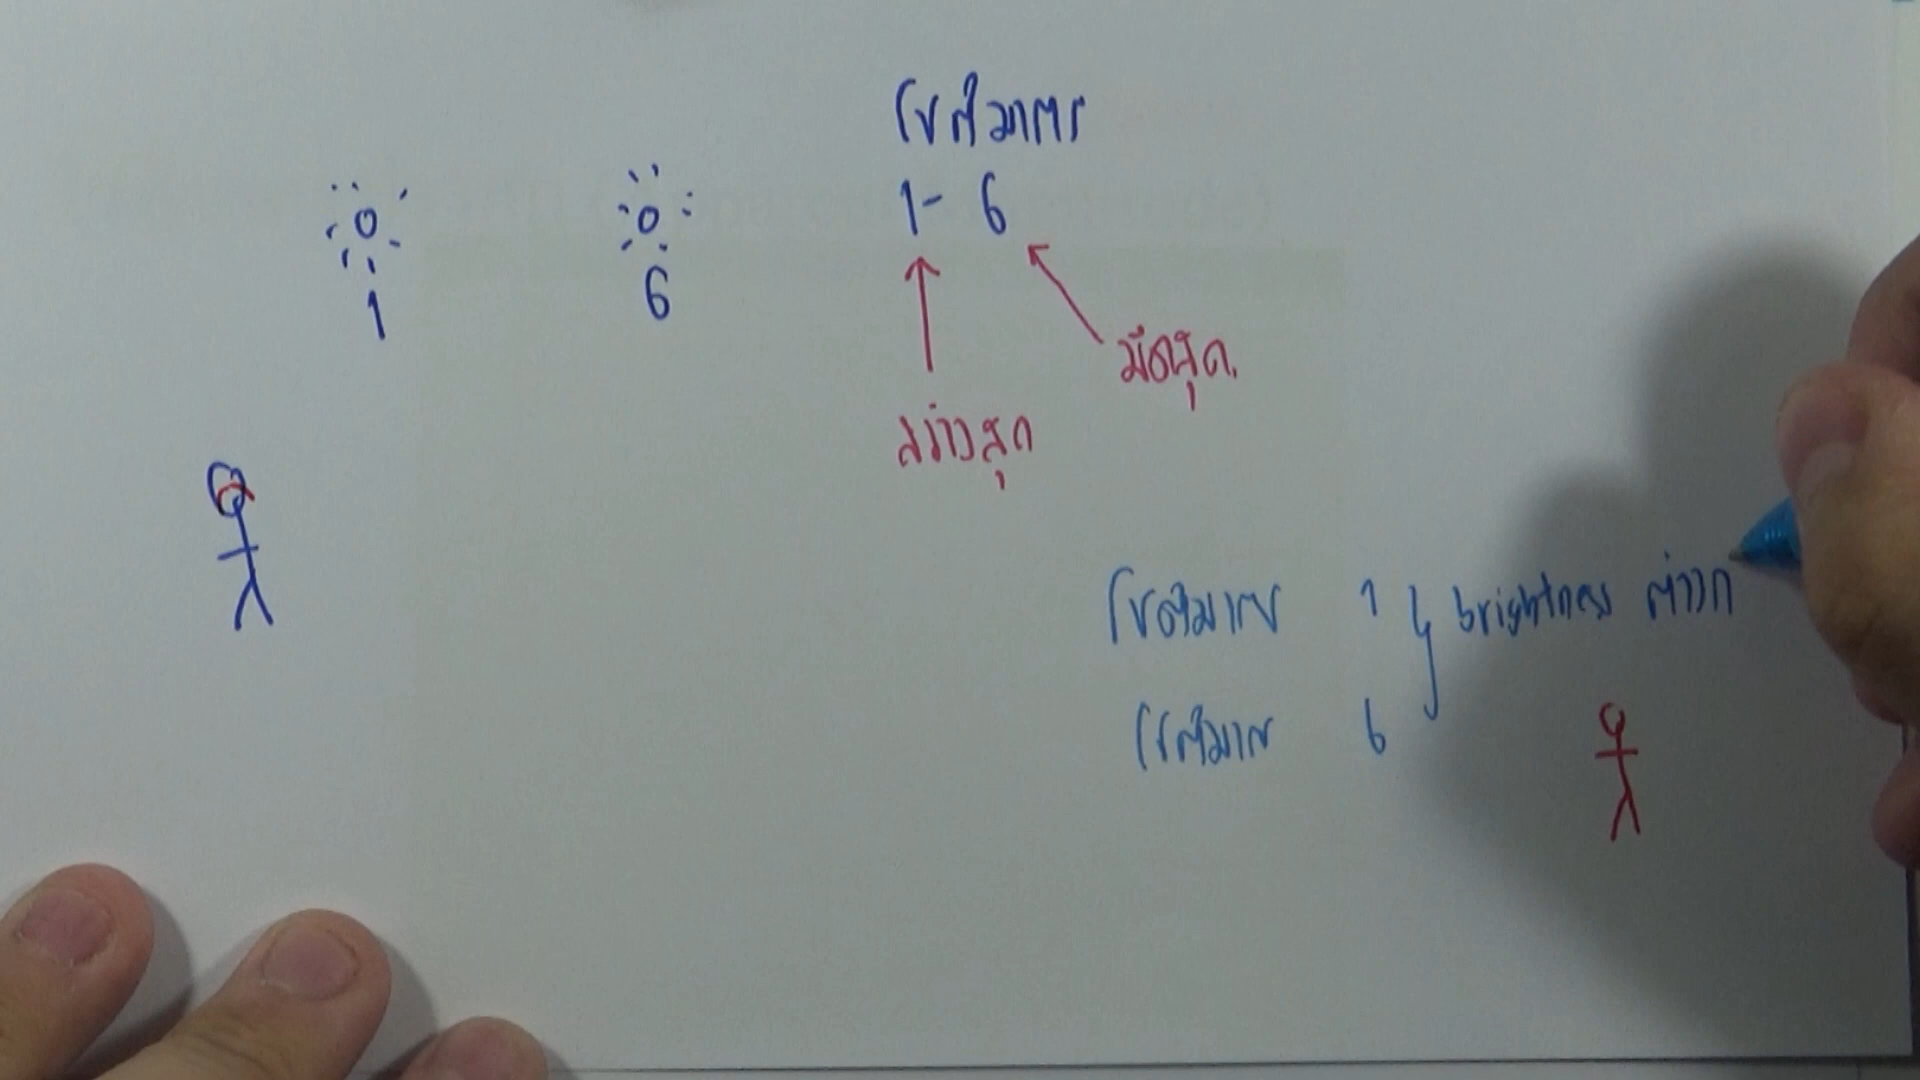 โชติมาตร
1 6
1- 6
มืดสุด.
สว่างสุด
โชติมาตร 1 } brightness ต่างก
โชติมาตร 6